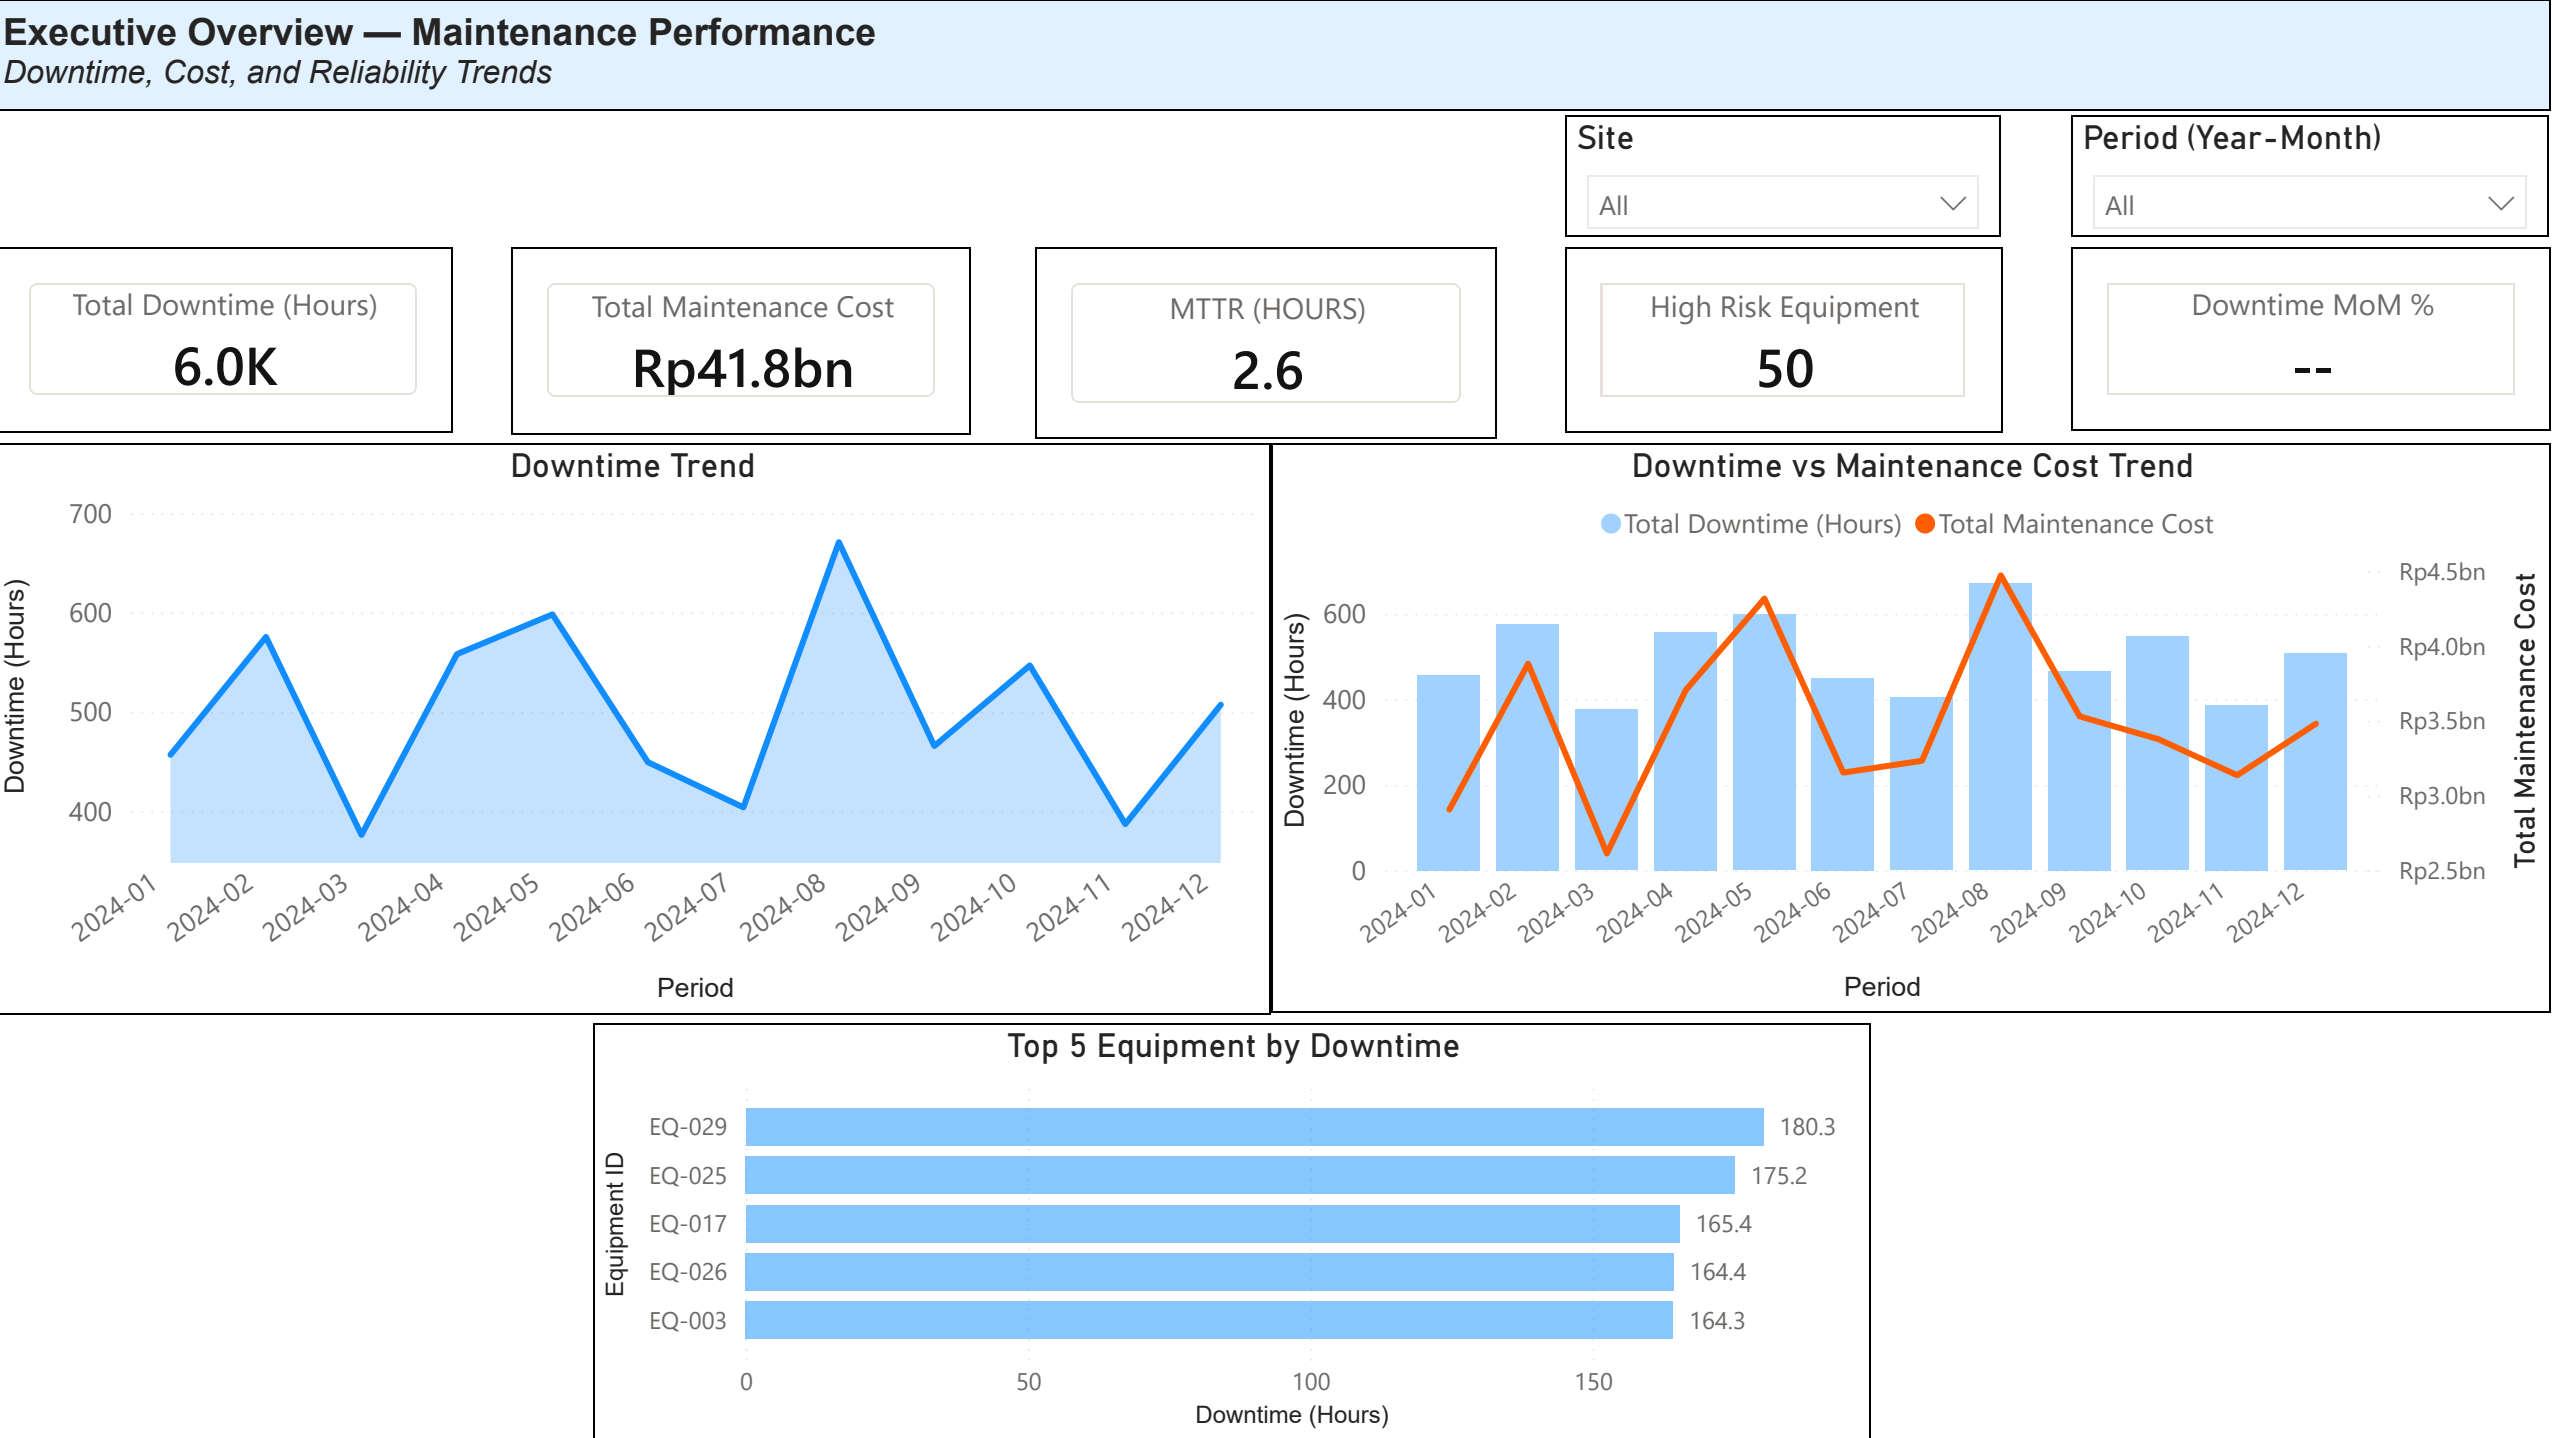 Executive Overview — Maintenance Performance
Downtime, Cost, and Reliability Trends
Site
All
Period (Year-Month)
All
Total Downtime (Hours)
6.0K
Total Maintenance Cost
Rp41.8bn
MTTR (HOURS)
2.6
High Risk Equipment
50
Downtime MoM %
--
Downtime Trend
Downtime (Hours)
700
600
500
400
2024-01
2024-02
2024-03
2024-04
2024-05
2024-06
2024-07
2024-08
2024-09
2024-10
2024-11
2024-12
Period
Downtime vs Maintenance Cost Trend
Total Downtime (Hours)
Total Maintenance Cost
Downtime (Hours)
600
400
200
0
Rp4.5bn
Rp4.0bn
Rp3.5bn
Rp3.0bn
Rp2.5bn
Total Maintenance Cost
2024-01
2024-02
2024-03
2024-04
2024-05
2024-06
2024-07
2024-08
2024-09
2024-10
2024-11
2024-12
Period
Top 5 Equipment by Downtime
Equipment ID
EQ-029 180.3
EQ-025 175.2
EQ-017 165.4
EQ-026 164.4
EQ-003 164.3
0 50 100 150
Downtime (Hours)